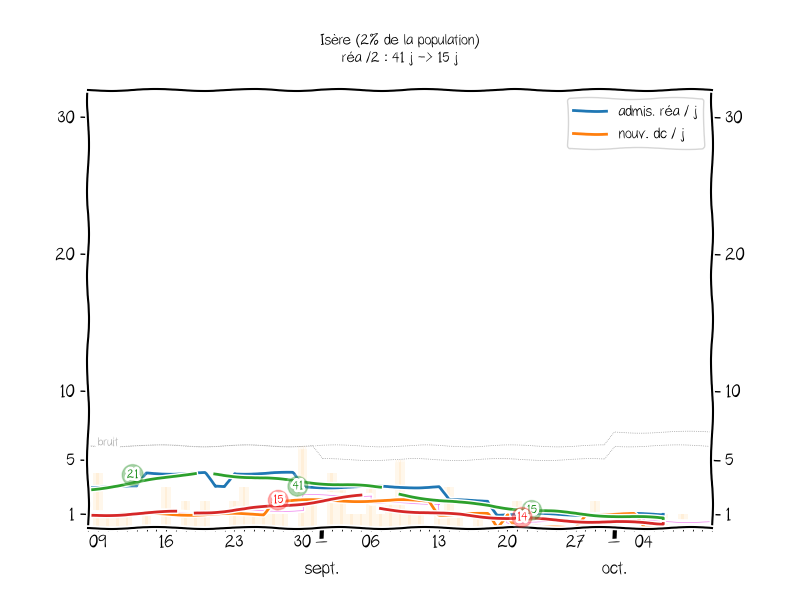 Isère (2% de la population)
réa /2 : 41 j -> 15 j
admis. réa / j
nouv. dc / j
30
30
20
20
10
10
bruit
5
5
21
41
15
15
14
1
1
09 16 23 30 06 13 20 27 04
sept. oct.